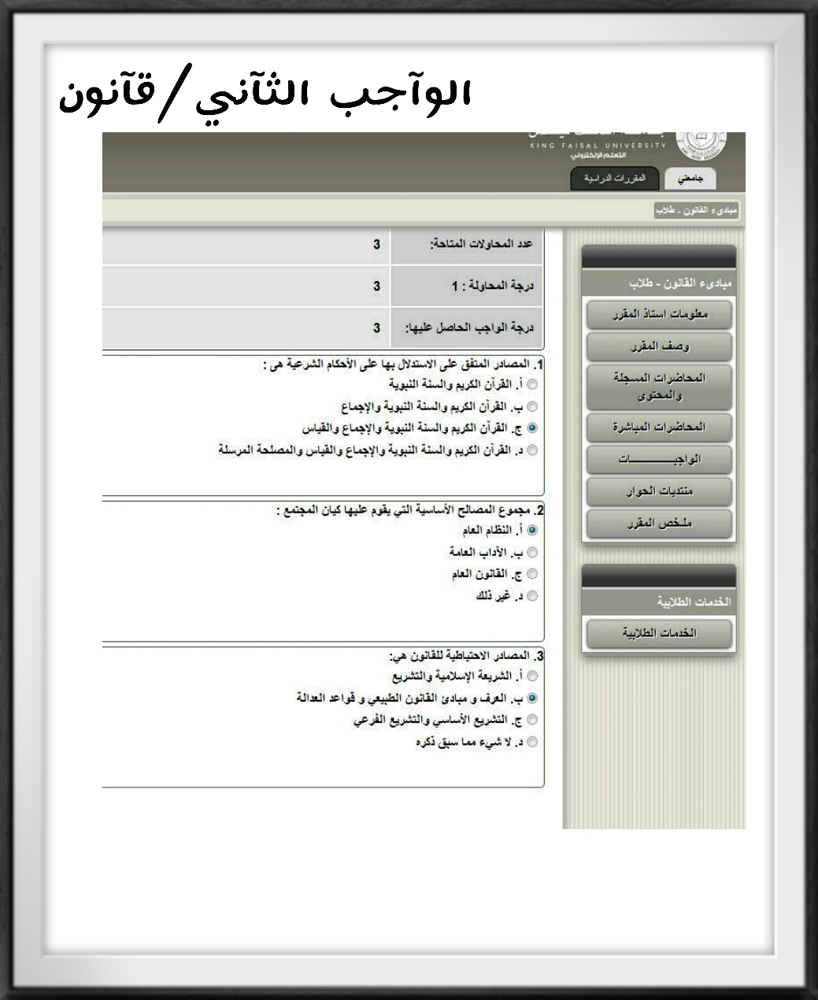 الوآجب الثآني/قآنون
KING FAISAL UNIVERSITY
التعلم الإلكتروني
جامعتي
المقررات الدراسية
مبادىء القانون - طلاب
مبادىء القانون - طلاب
معلومات استاذ المقرر
وصف المقرر
المحاضرات المسجلة
والمحتوى
المحاضرات المباشرة
الواجبـــــــــات
منتديات الحوار
ملخص المقرر
الخدمات الطلابية
الخدمات الطلابية
عدد المحاولات المتاحة: 3
درجة المحاولة : 1 3
درجة الواجب الحاصل عليها: 3
1. المصادر المتفق على الاستدلال بها على الأحكام الشرعية هى :
أ. القرآن الكريم والسنة النبوية
ب. القرآن الكريم والسنة النبوية والإجماع
ج. القرآن الكريم والسنة النبوية والإجماع والقياس
د. القرآن الكريم والسنة النبوية والإجماع والقياس والمصلحة المرسلة
2. مجموع المصالح الأساسية التي يقوم عليها كيان المجتمع :
أ. النظام العام
ب. الآداب العامة
ج. القانون العام
د. غير ذلك
3. المصادر الاحتياطية للقانون هي:
أ. الشريعة الإسلامية والتشريع
ب. العرف و مبادئ القانون الطبيعي و قواعد العدالة
ج. التشريع الأساسي والتشريع الفرعي
د. لا شيء مما سبق ذكره